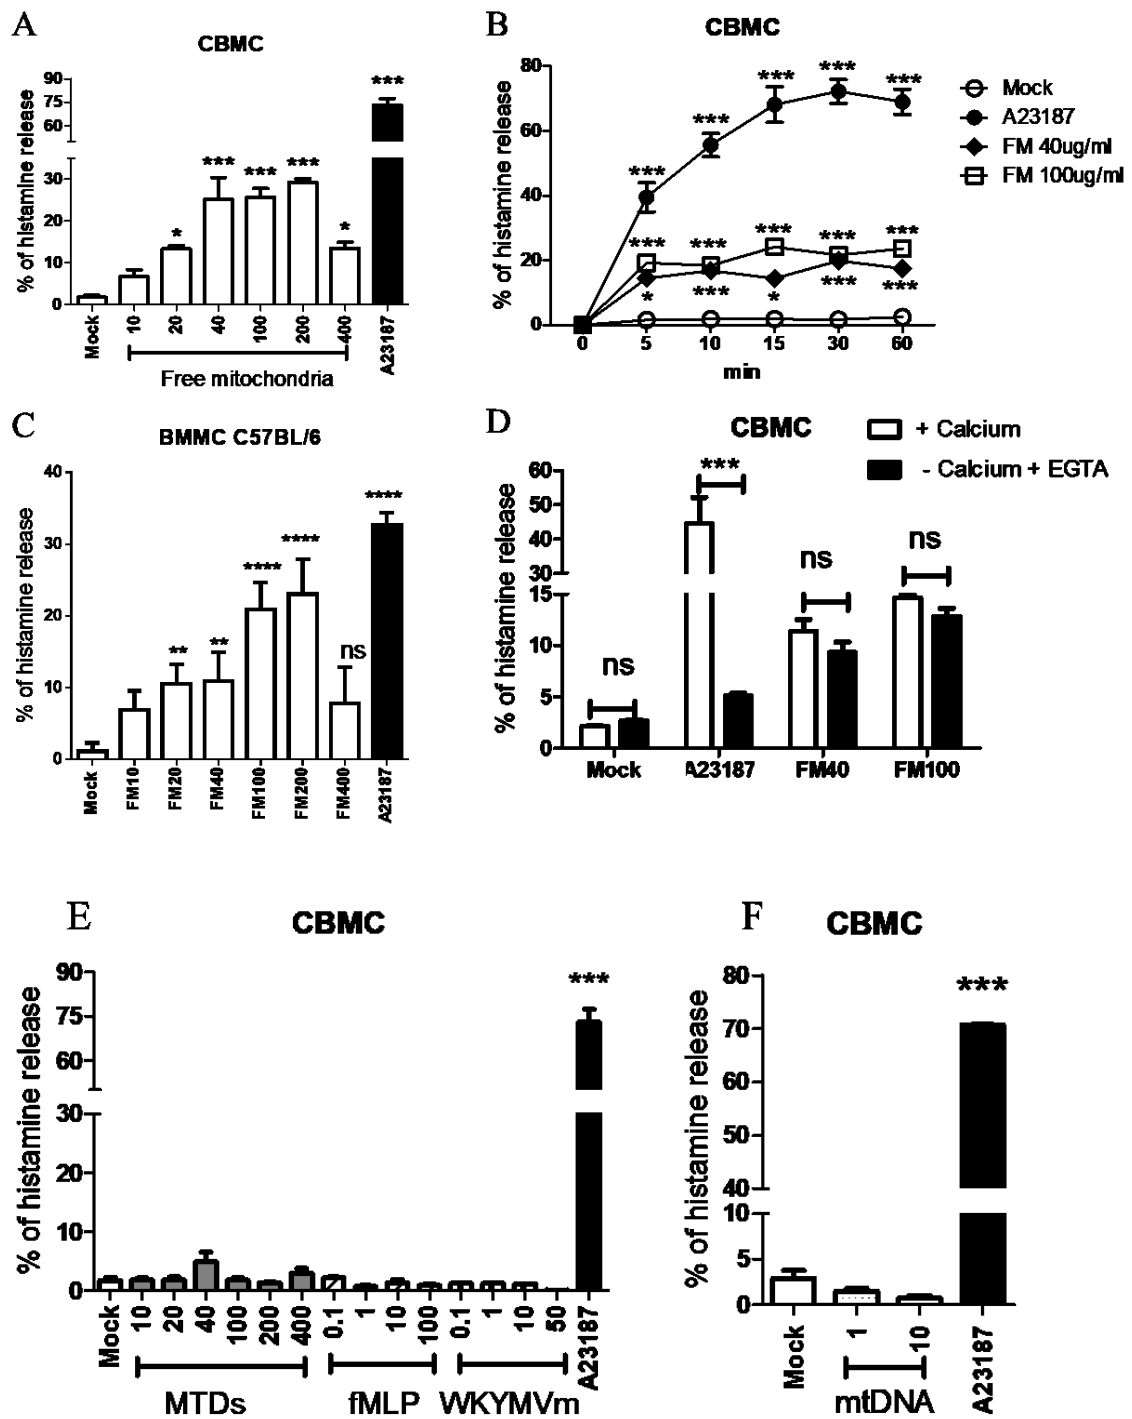 A
CBMC
% of histamine release
90
75
60
30
20
10
0
***
*
***
***
***
*
Mock
10
20
40
100
200
400
A23187
Free mitochondria
B
CBMC
% of histamine release
80
60
40
20
0
***
***
***
***
***
***
***
***
***
***
*
***
*
***
***
0
5
10
15
30
60
min
Mock
A23187
FM 40ug/ml
FM 100ug/ml
C
BMMC C57BL/6
% of histamine release
40
30
20
10
0
**
**
****
****
ns
****
Mock
FM10
FM20
FM40
FM100
FM200
FM400
A23187
D
CBMC
+ Calcium
- Calcium + EGTA
% of histamine release
60
50
40
30
15
10
5
0
ns
***
ns
ns
Mock
A23187
FM40
FM100
E
CBMC
% of histamine release
90
75
60
30
20
10
0
***
Mock
10
20
40
100
200
400
0.1
1
10
100
0.1
1
10
50
A23187
MTDs
fMLP
WKYMVm
F
CBMC
% of histamine release
80
70
60
50
40
10
5
0
***
Mock
1
10
A23187
mtDNA